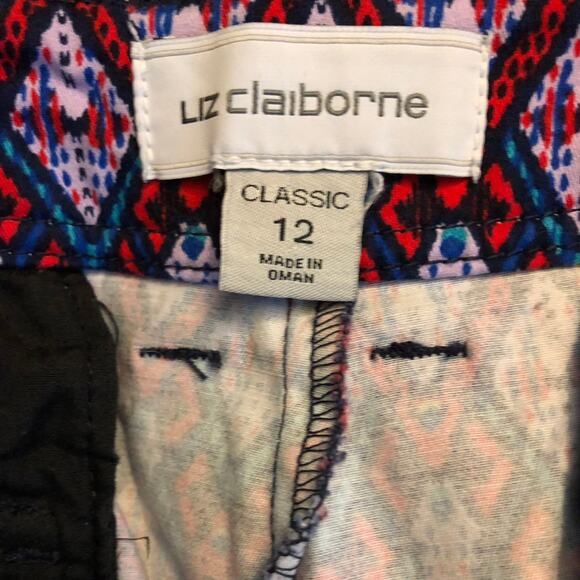 LIZ claiborne
CLASSIC
12
MADE IN
OMAN